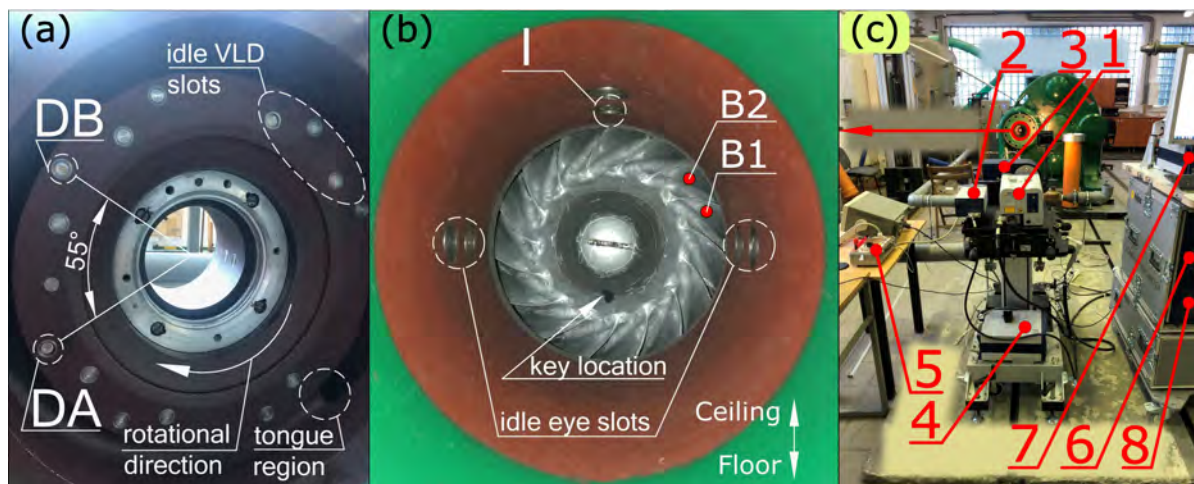 (a)
idle VLD
slots
DB
55°
DA
rotational
direction
tongue
region
(b)
I
B2
B1
key location
idle eye slots
Ceiling
Floor
(c)
2
3
1
5
4
7
6
8